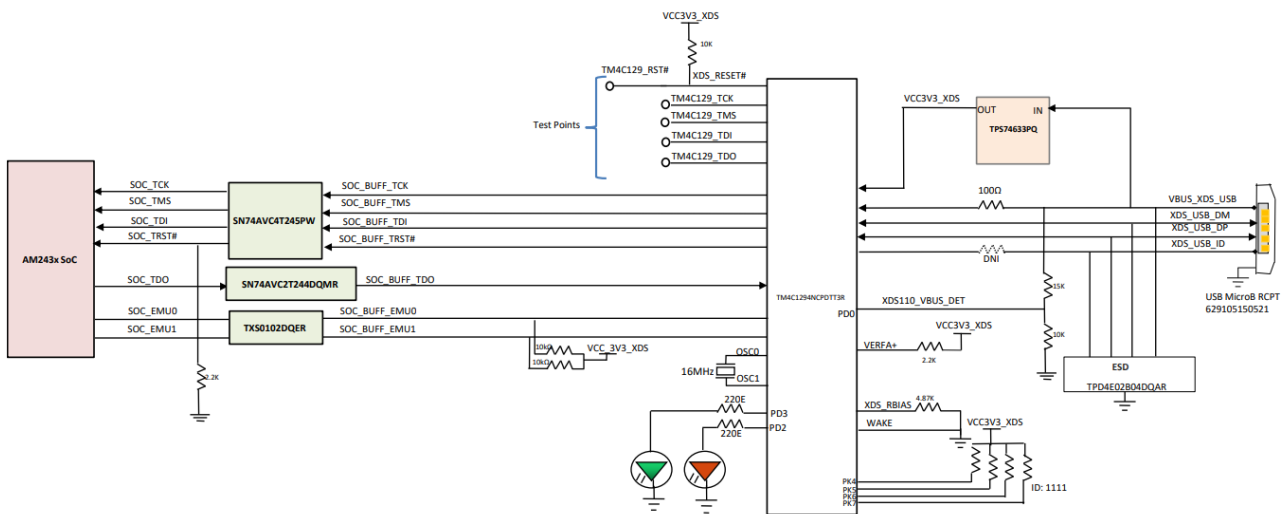 VCC3V3_XDS
10K
TM4C129_RST#
XDS_RESET#
TM4C129_TCK
TM4C129_TMS
TM4C129_TDI
TM4C129_TDO
Test Points
VCC3V3_XDS
OUT
IN
TPS74633PQ
AM243x SoC
SOC_TCK
SOC_TMS
SOC_TDI
SOC_TRST#
SN74AVC4T245PW
SOC_BUFF_TCK
SOC_BUFF_TMS
SOC_BUFF_TDI
SOC_BUFF_TRST#
SOC_TDO
SN74AVC2T244DQMR
SOC_BUFF_TDO
SOC_EMU0
SOC_EMU1
TXS0102DQER
SOC_BUFF_EMU0
SOC_BUFF_EMU1
10kΩ
10kΩ
VCC_3V3_XDS
2.2K
OSC0
16MHz
OSC1
220E
PD3
220E
PD2
TM4C1294NCPDTT3R
100Ω
VBUS_XDS_USB
XDS_USB_DM
XDS_USB_DP
XDS_USB_ID
DNI
USB MicroB RCPT
629105150521
15K
XDS110_VBUS_DET
PD0
10K
VCC3V3_XDS
VERFA+
2.2K
ESD
TPD4E02B04DQAR
XDS_RBIAS
4.87K
WAKE
VCC3V3_XDS
PK4
PK5
PK6
PK7
ID: 1111